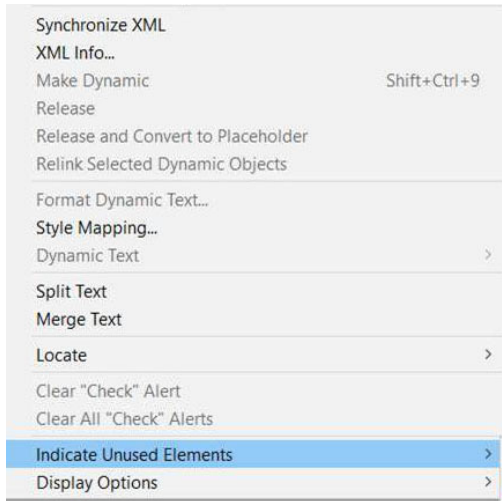 Synchronize XML
XML Info...
Make Dynamic Shift+Ctrl+9
Release
Release and Convert to Placeholder
Relink Selected Dynamic Objects
Format Dynamic Text...
Style Mapping...
Dynamic Text >
Split Text
Merge Text
Locate >
Clear "Check" Alert
Clear All "Check" Alerts
Indicate Unused Elements >
Display Options >